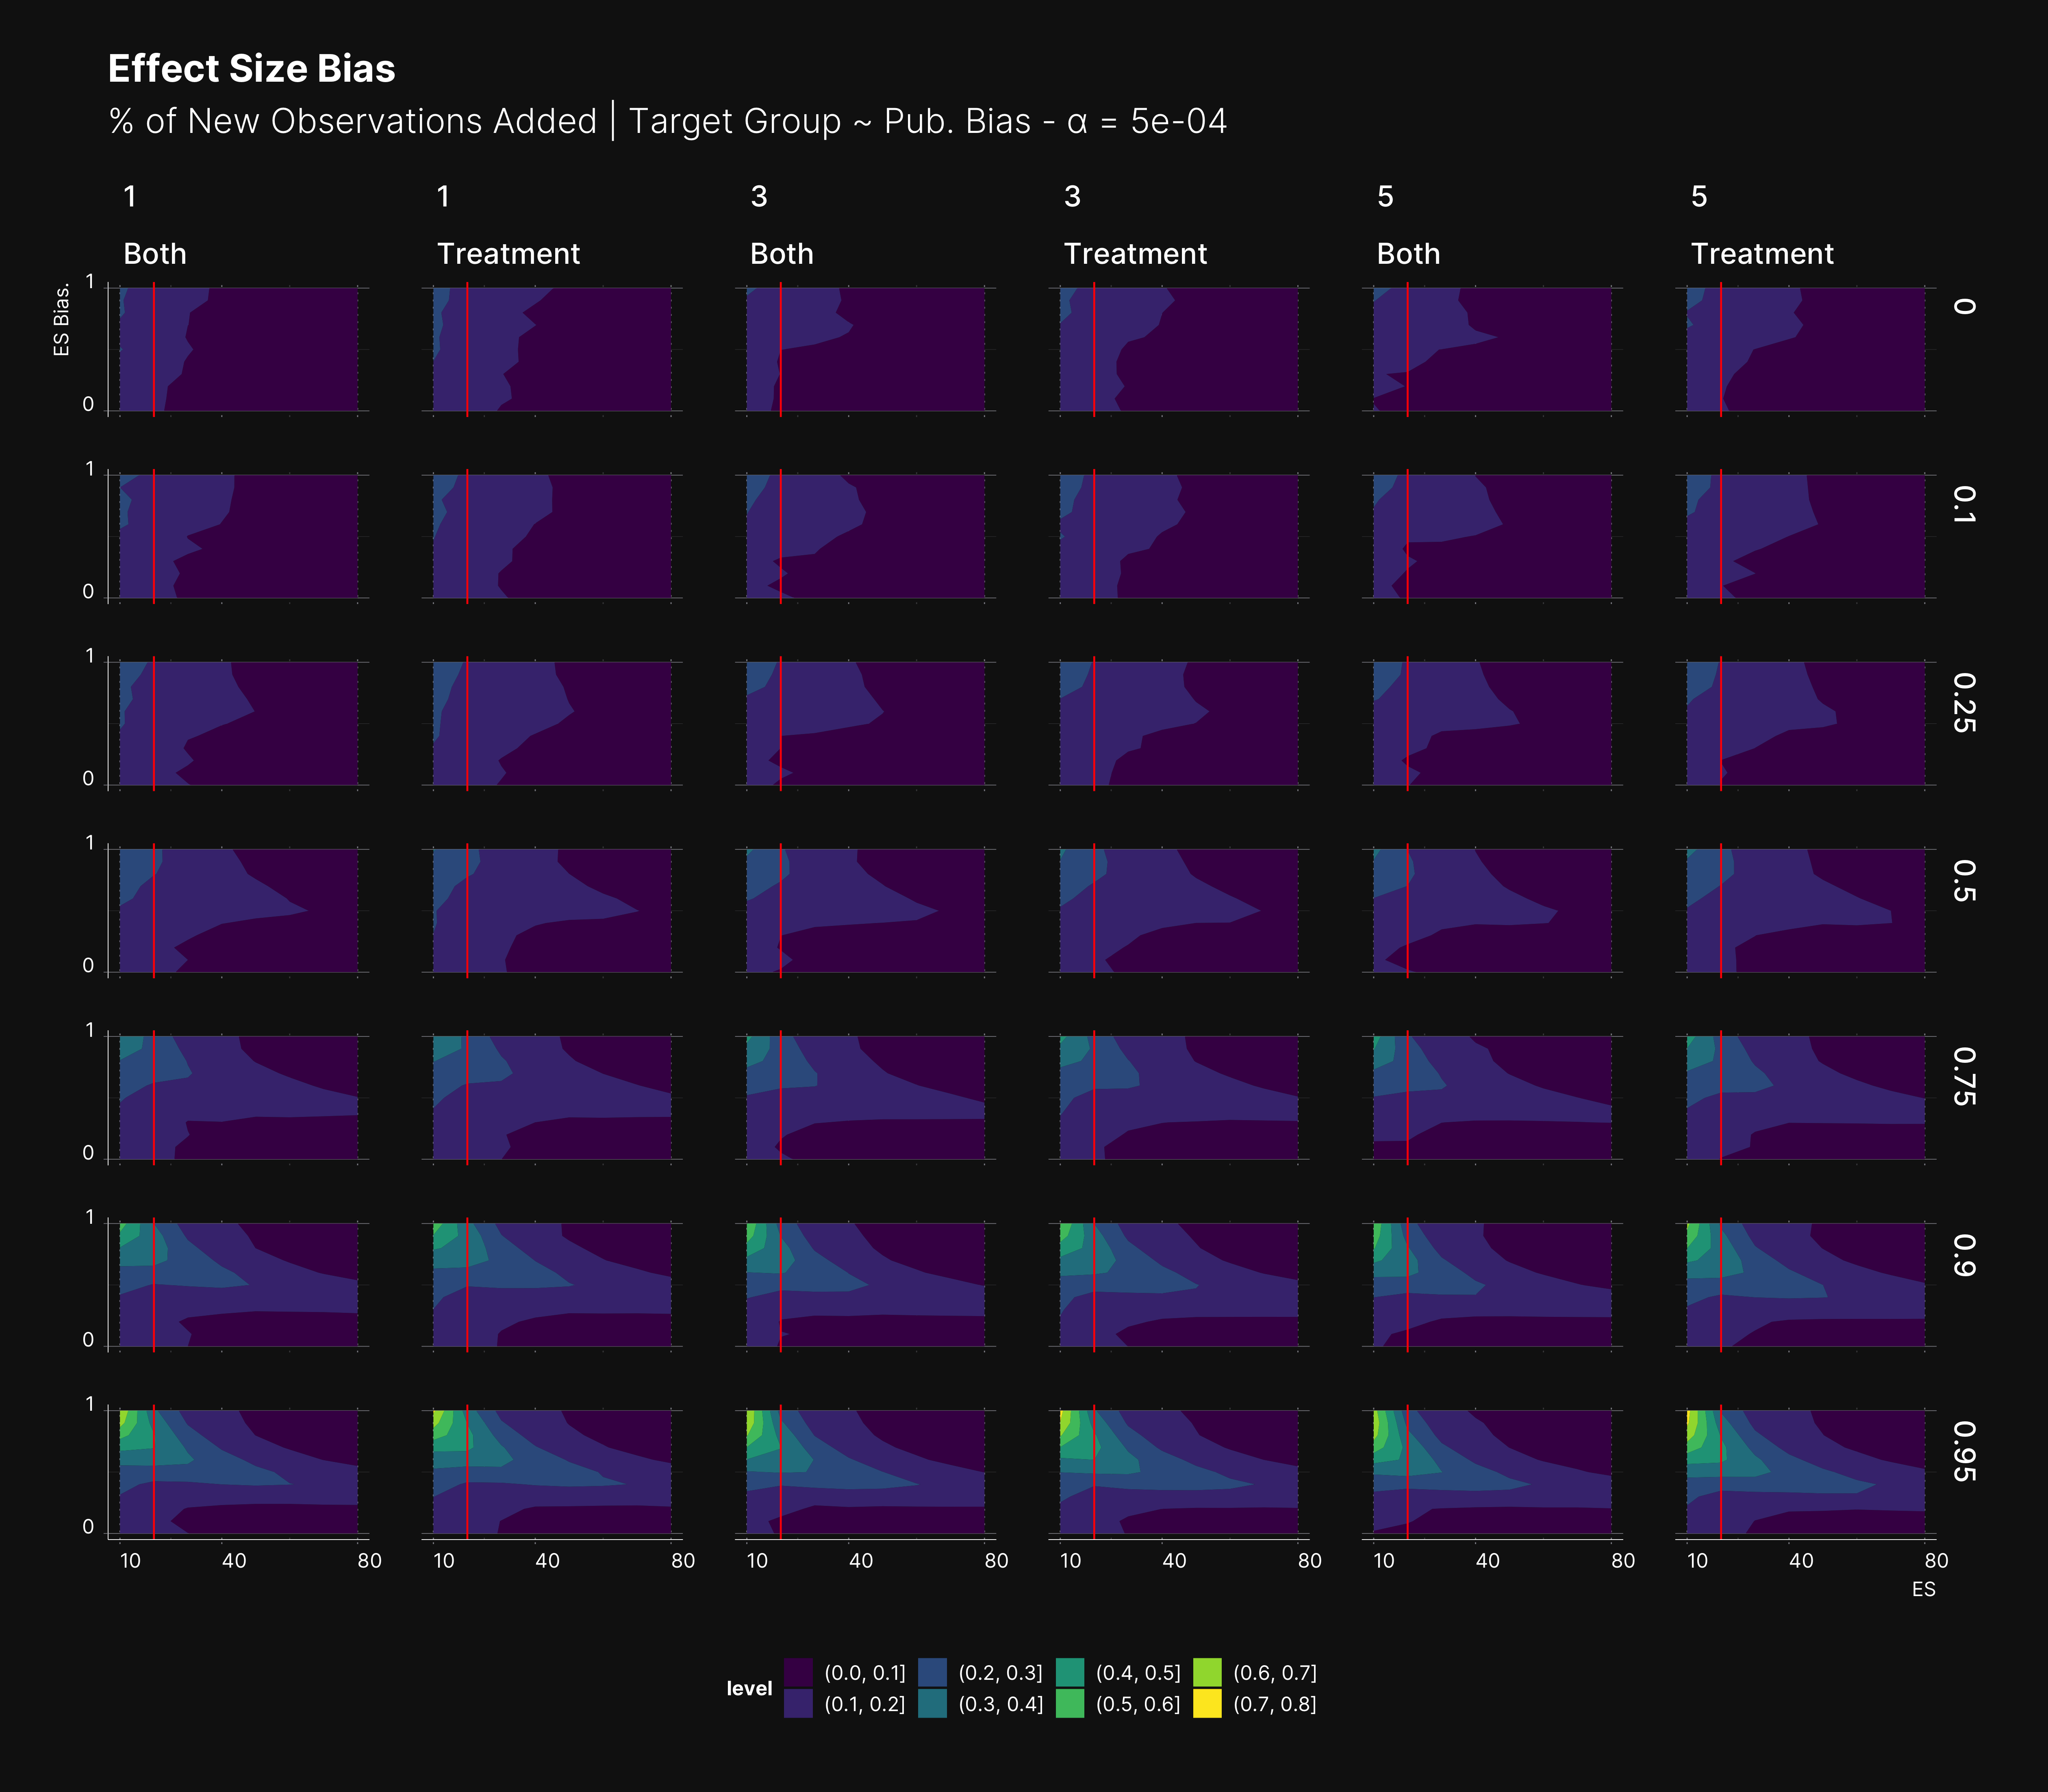 Effect Size Bias
% of New Observations Added | Target Group ~ Pub. Bias - α = 5e-04
1 1 3 3 5 5
Both Treatment Both Treatment Both Treatment
ES Bias.
1
0
0
1
0
0.1
1
0
0.25
1
0
0.5
1
0
0.75
1
0
0.9
1
0
0.95
10 40 80 10 40 80 10 40 80 10 40 80 10 40 80 10 40 80
ES
level
(0.0, 0.1] (0.2, 0.3] (0.4, 0.5] (0.6, 0.7]
(0.1, 0.2] (0.3, 0.4] (0.5, 0.6] (0.7, 0.8]